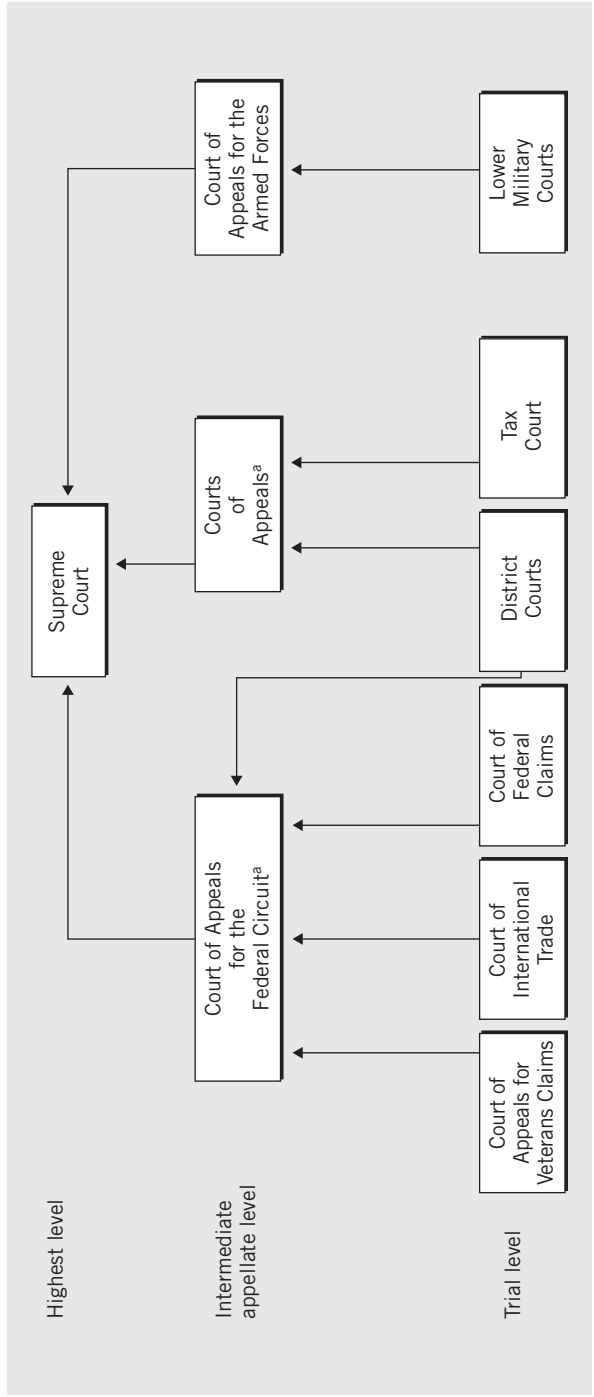 Highest level
Supreme
Court
Intermediate
appellate level
Court of Appeals
for the
Federal Circuitª
Courts
of
Appealsª
Court of
Appeals for the
Armed Forces
Trial level
Court of
Appeals for
Veterans Claims
Court of
International
Trade
Court of
Federal
Claims
District
Courts
Tax
Court
Lower
Military
Courts